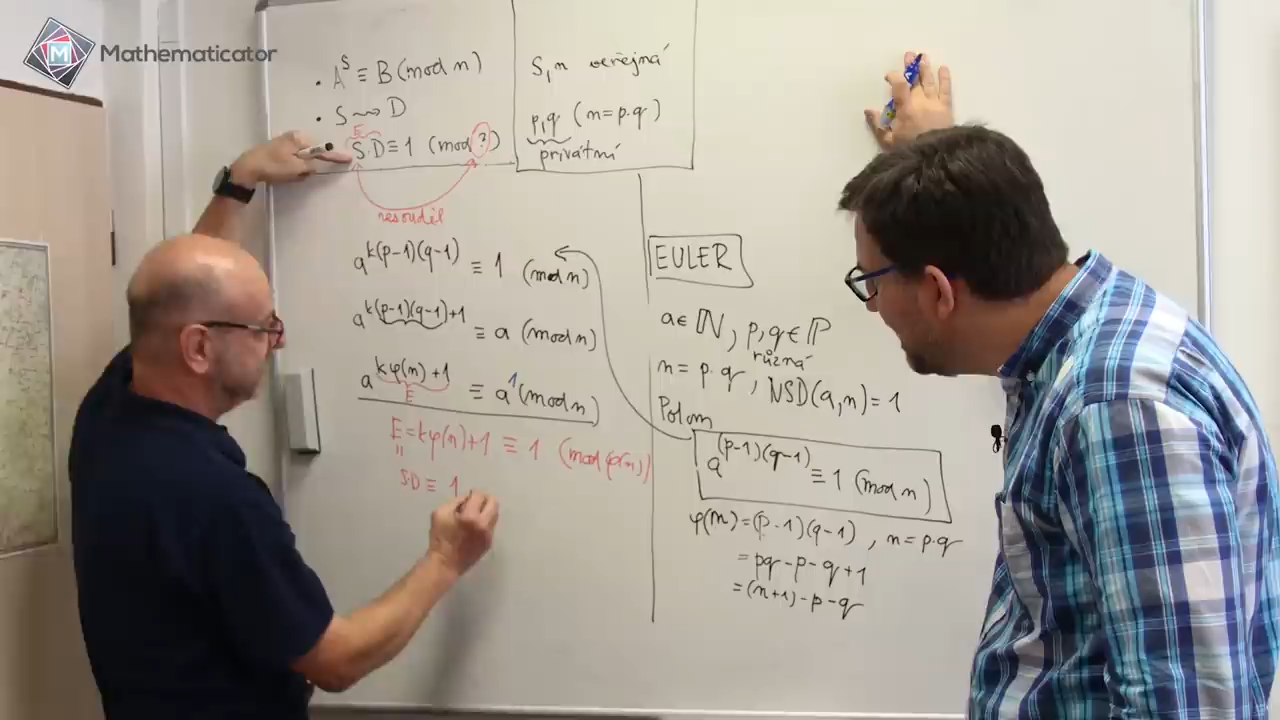 Mathematicator
• A^S ≡ B (mod n)
• S ⇝ D
E
S·D ≡ 1 (mod ?)
nesouděl
S, n veřejná
p, q (n = p·q)
privátní
a^{k(p-1)(q-1)} ≡ 1 (mod n)
a^{k(p-1)(q-1)+1} ≡ a (mod n)
a^{kφ(n)+1} ≡ a^1 (mod n)
E
E = kφ(n)+1 ≡ 1 (mod φ(n))
S·D ≡ 1
EULER
a ∈ ℕ, p, q ∈ ℙ
různá
n = p·q, NSD(a,n) = 1
Potom
a^{(p-1)(q-1)} ≡ 1 (mod n)
φ(n) = (p-1)(q-1), n = p·q
= pq - p - q + 1
= (n+1) - p - q